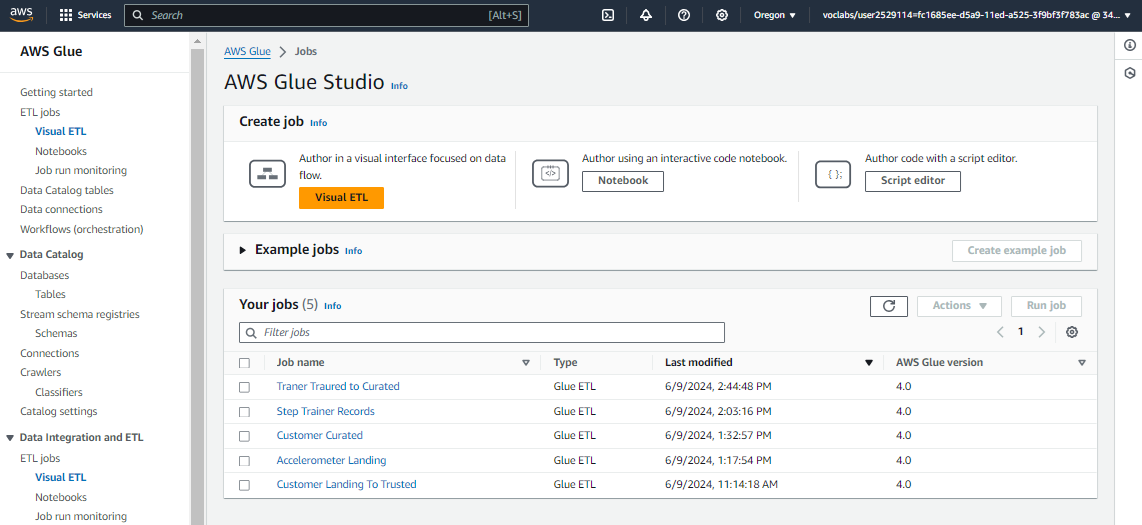 aws Services Search [Alt+S] Oregon ▼ voclabs/user2529114=fc1685ee-d5a9-11ed-a525-3f9bf3f783ac @ 34... ▼
AWS Glue
Getting started
ETL jobs
Visual ETL
Notebooks
Job run monitoring
Data Catalog tables
Data connections
Workflows (orchestration)
Data Catalog
Databases
Tables
Stream schema registries
Schemas
Connections
Crawlers
Classifiers
Catalog settings
Data Integration and ETL
ETL jobs
Visual ETL
Notebooks
Job run monitoring
AWS Glue > Jobs
AWS Glue Studio Info
Create job Info
Author in a visual interface focused on data
flow.
Visual ETL
Author using an interactive code notebook.
Notebook
Author code with a script editor.
Script editor
Example jobs Info Create example job
Your jobs (5) Info Actions Run job
Filter jobs 1
Job name Type Last modified AWS Glue version
Traner Traured to Curated Glue ETL 6/9/2024, 2:44:48 PM 4.0
Step Trainer Records Glue ETL 6/9/2024, 2:03:16 PM 4.0
Customer Curated Glue ETL 6/9/2024, 1:32:57 PM 4.0
Accelerometer Landing Glue ETL 6/9/2024, 1:17:54 PM 4.0
Customer Landing To Trusted Glue ETL 6/9/2024, 11:14:18 AM 4.0